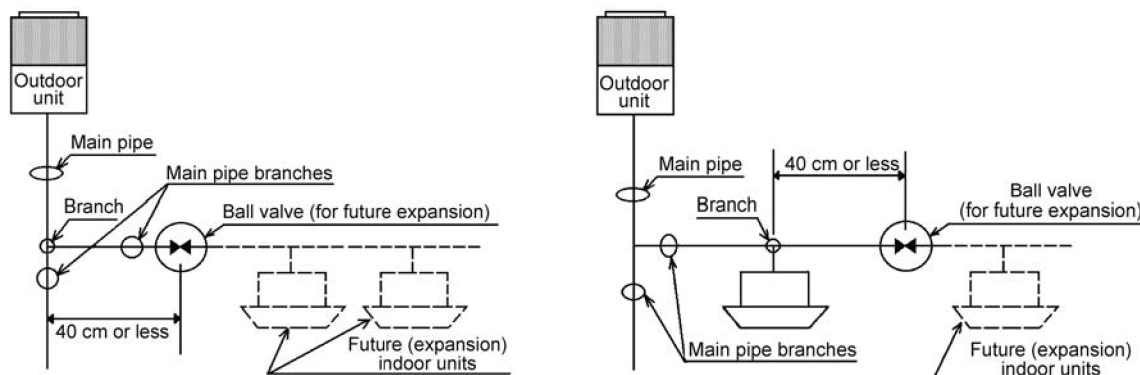 Outdoor
unit
Main pipe
Main pipe branches
Branch
Ball valve (for future expansion)
40 cm or less
Future (expansion)
indoor units
Outdoor
unit
Main pipe
40 cm or less
Branch
Ball valve
(for future expansion)
Main pipe branches
Future (expansion)
indoor units